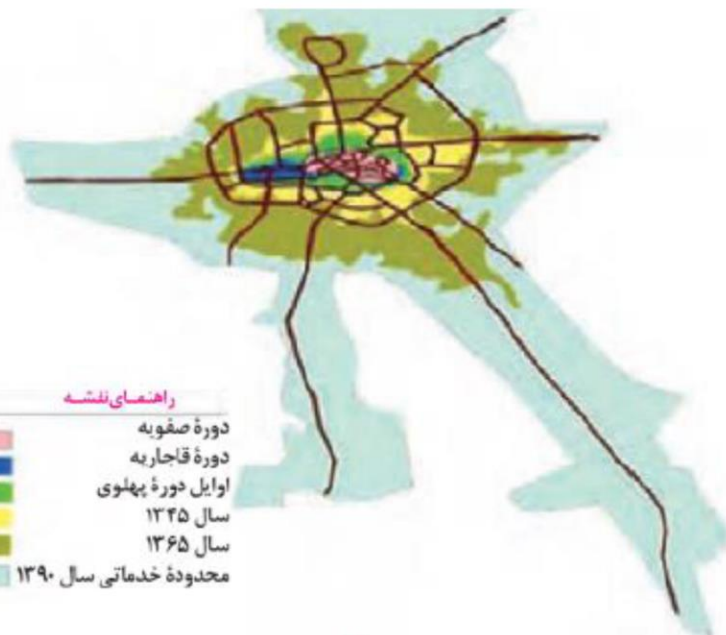 راهنمای نقشه
دورهٔ صفویه
دورهٔ قاجاریه
اوایل دورهٔ پهلوی
سال ۱۳۴۵
سال ۱۳۶۵
محدودهٔ خدماتی سال ۱۳۹۰